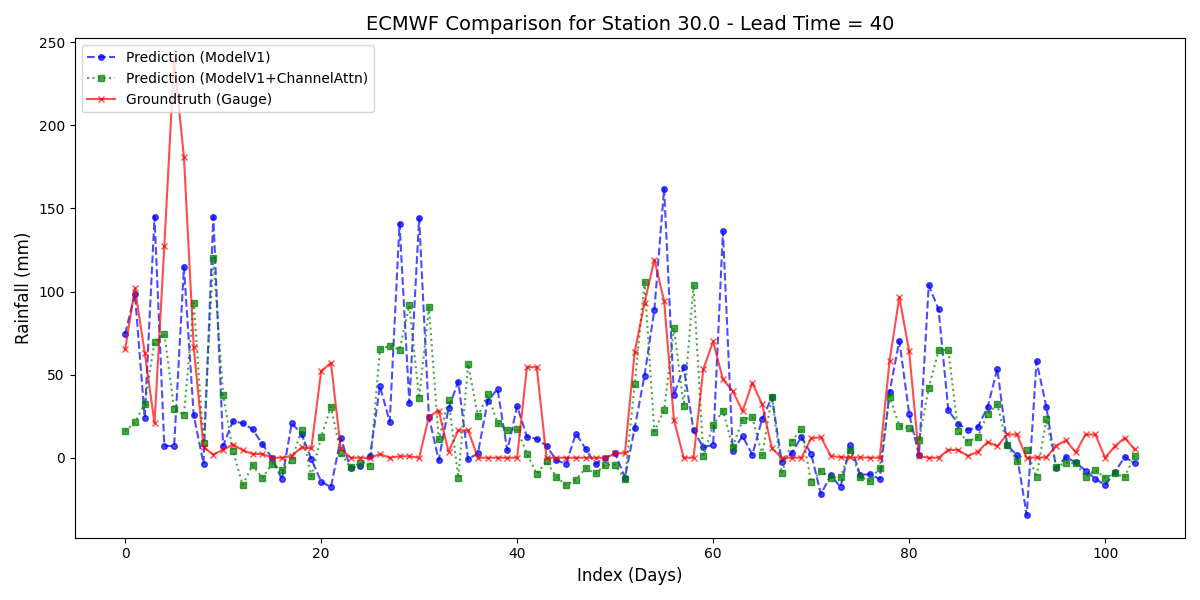 ECMWF Comparison for Station 30.0 - Lead Time = 40
250
200
150
100
50
0
Rainfall (mm)
Prediction (ModelV1)
Prediction (ModelV1+ChannelAttn)
Groundtruth (Gauge)
0 20 40 60 80 100
Index (Days)